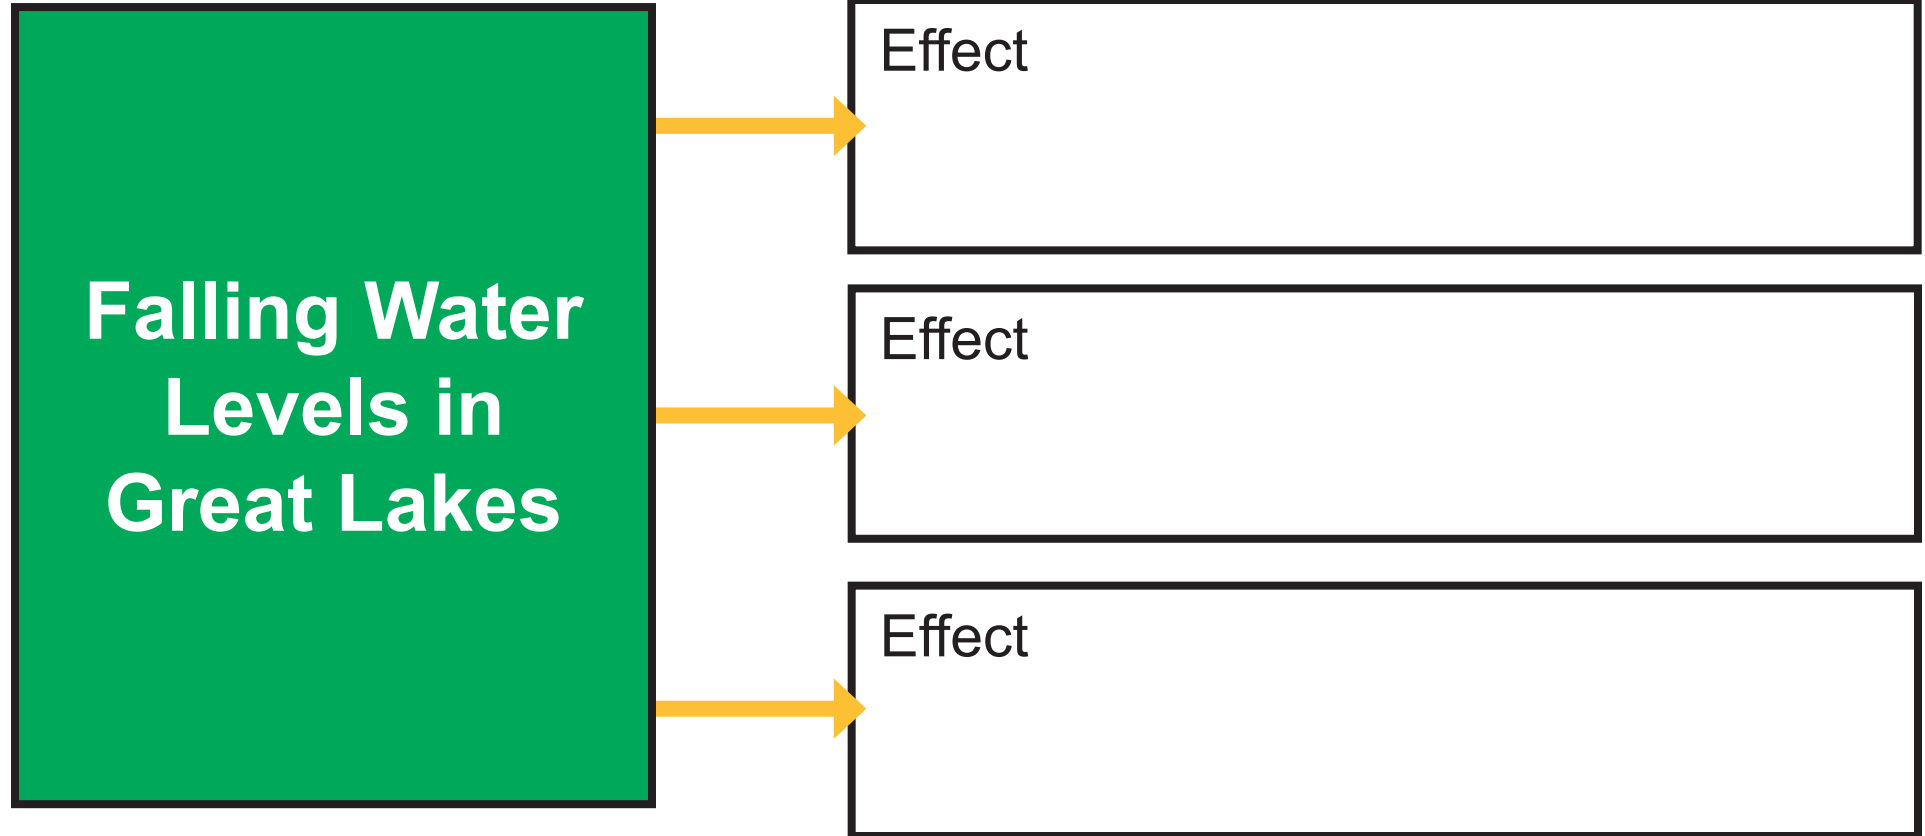 Falling Water
Levels in
Great Lakes
Effect
Effect
Effect